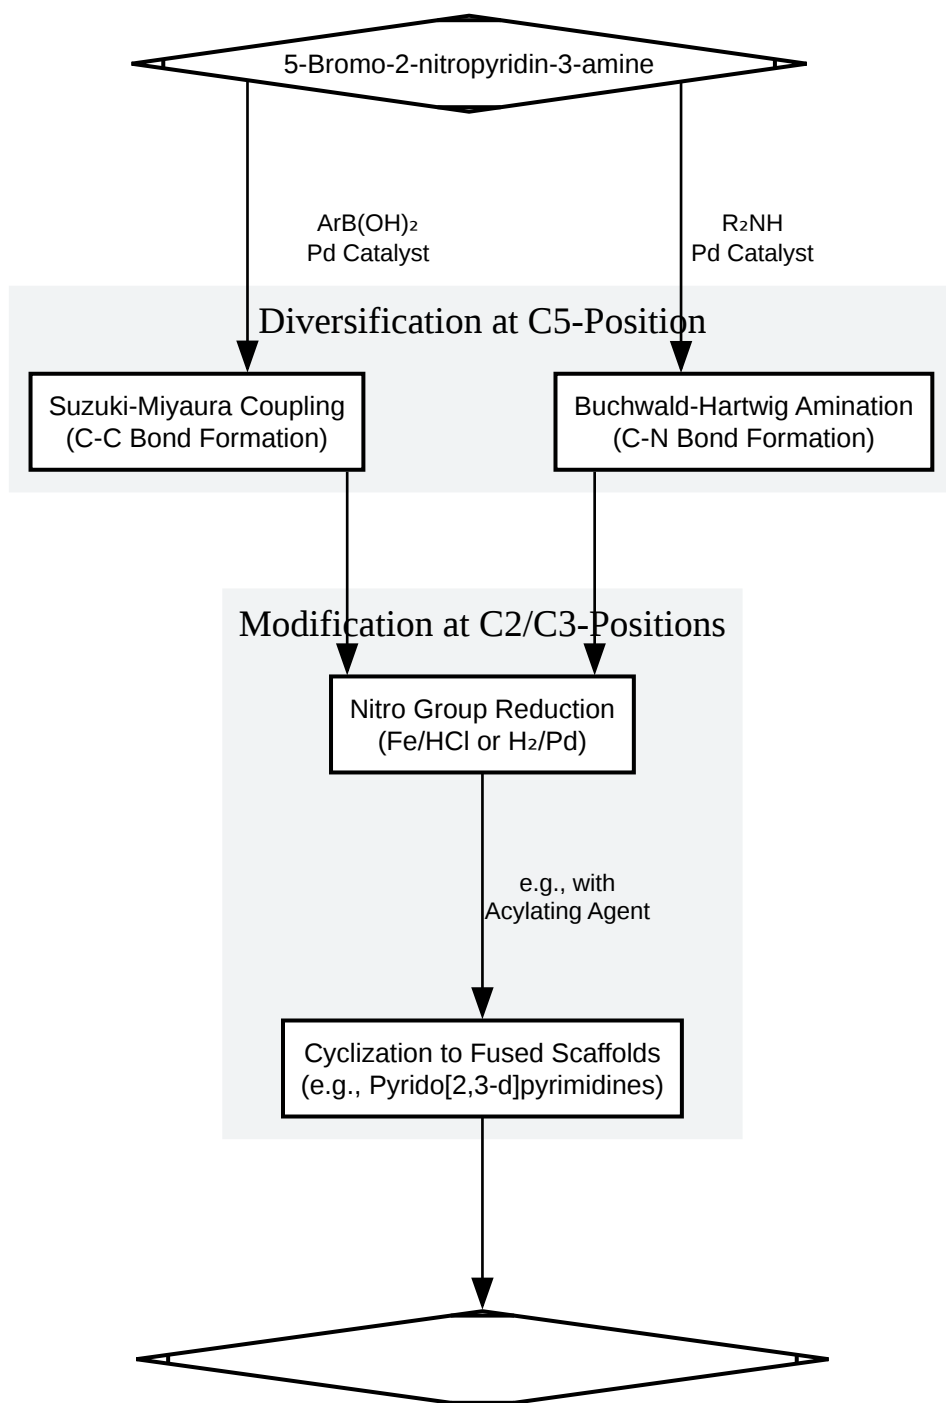 5-Bromo-2-nitropyridin-3-amine
ArB(OH)₂
Pd Catalyst
R₂NH
Pd Catalyst
Diversification at C5-Position
Suzuki-Miyaura Coupling
(C-C Bond Formation)
Buchwald-Hartwig Amination
(C-N Bond Formation)
Modification at C2/C3-Positions
Nitro Group Reduction
(Fe/HCl or H₂/Pd)
e.g., with
Acylating Agent
Cyclization to Fused Scaffolds
(e.g., Pyrido[2,3-d]pyrimidines)